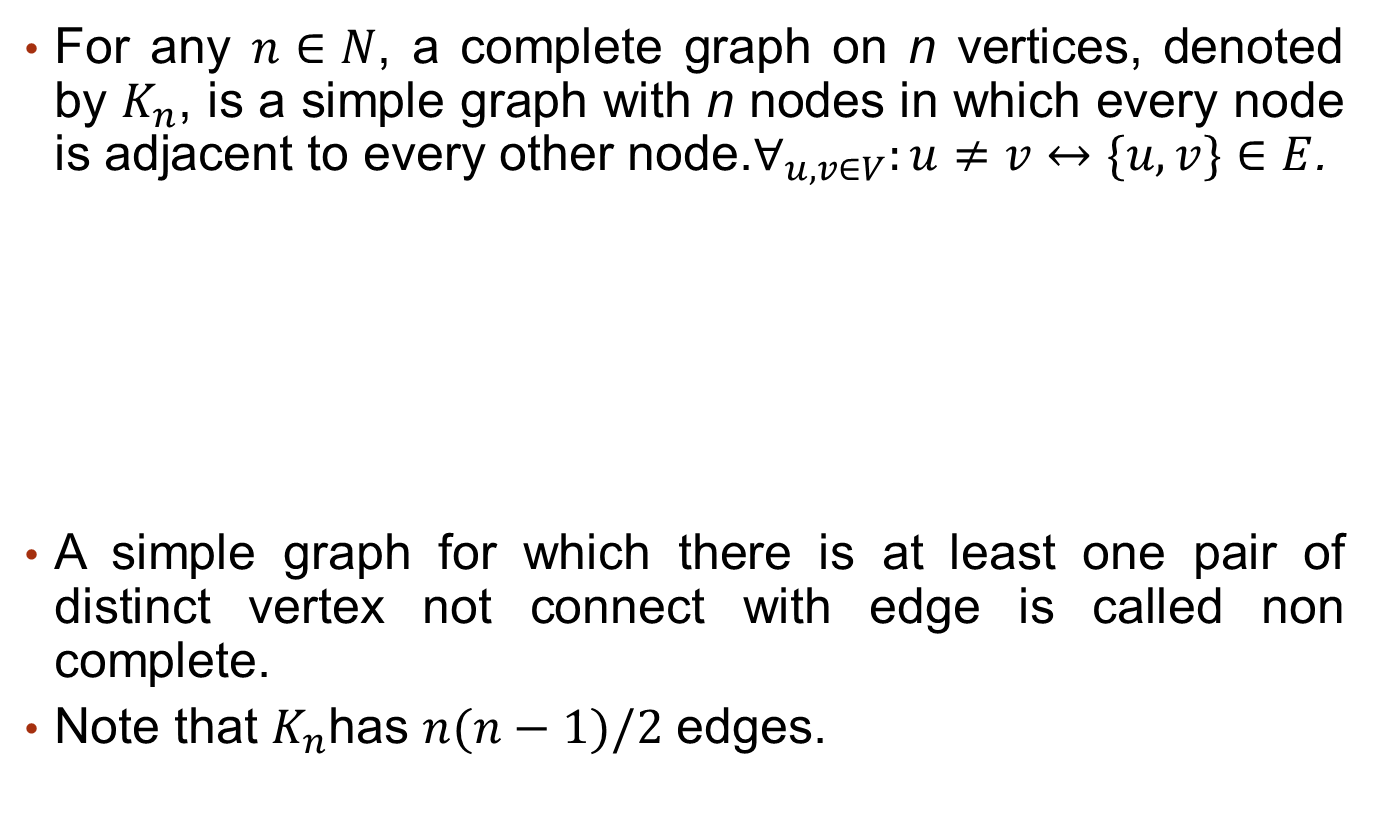 • For any 𝑛 ∈ 𝑁, a complete graph on n vertices, denoted
by 𝐾ₙ, is a simple graph with n nodes in which every node
is adjacent to every other node.∀𝑢,𝑣∈𝑉: 𝑢 ≠ 𝑣 ↔ {𝑢, 𝑣} ∈ 𝐸.
• A simple graph for which there is at least one pair of
distinct vertex not connect with edge is called non
complete.
• Note that 𝐾ₙhas 𝑛(𝑛 − 1)/2 edges.